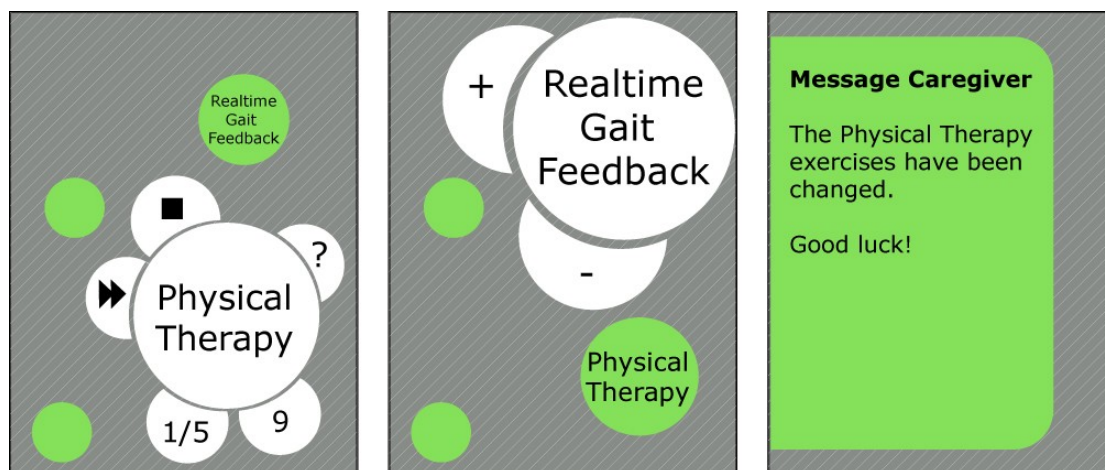 Realtime
Gait
Feedback
?
Physical
Therapy
1/5
9
+
Realtime
Gait
Feedback
-
Physical
Therapy
Message Caregiver
The Physical Therapy
exercises have been
changed.
Good luck!